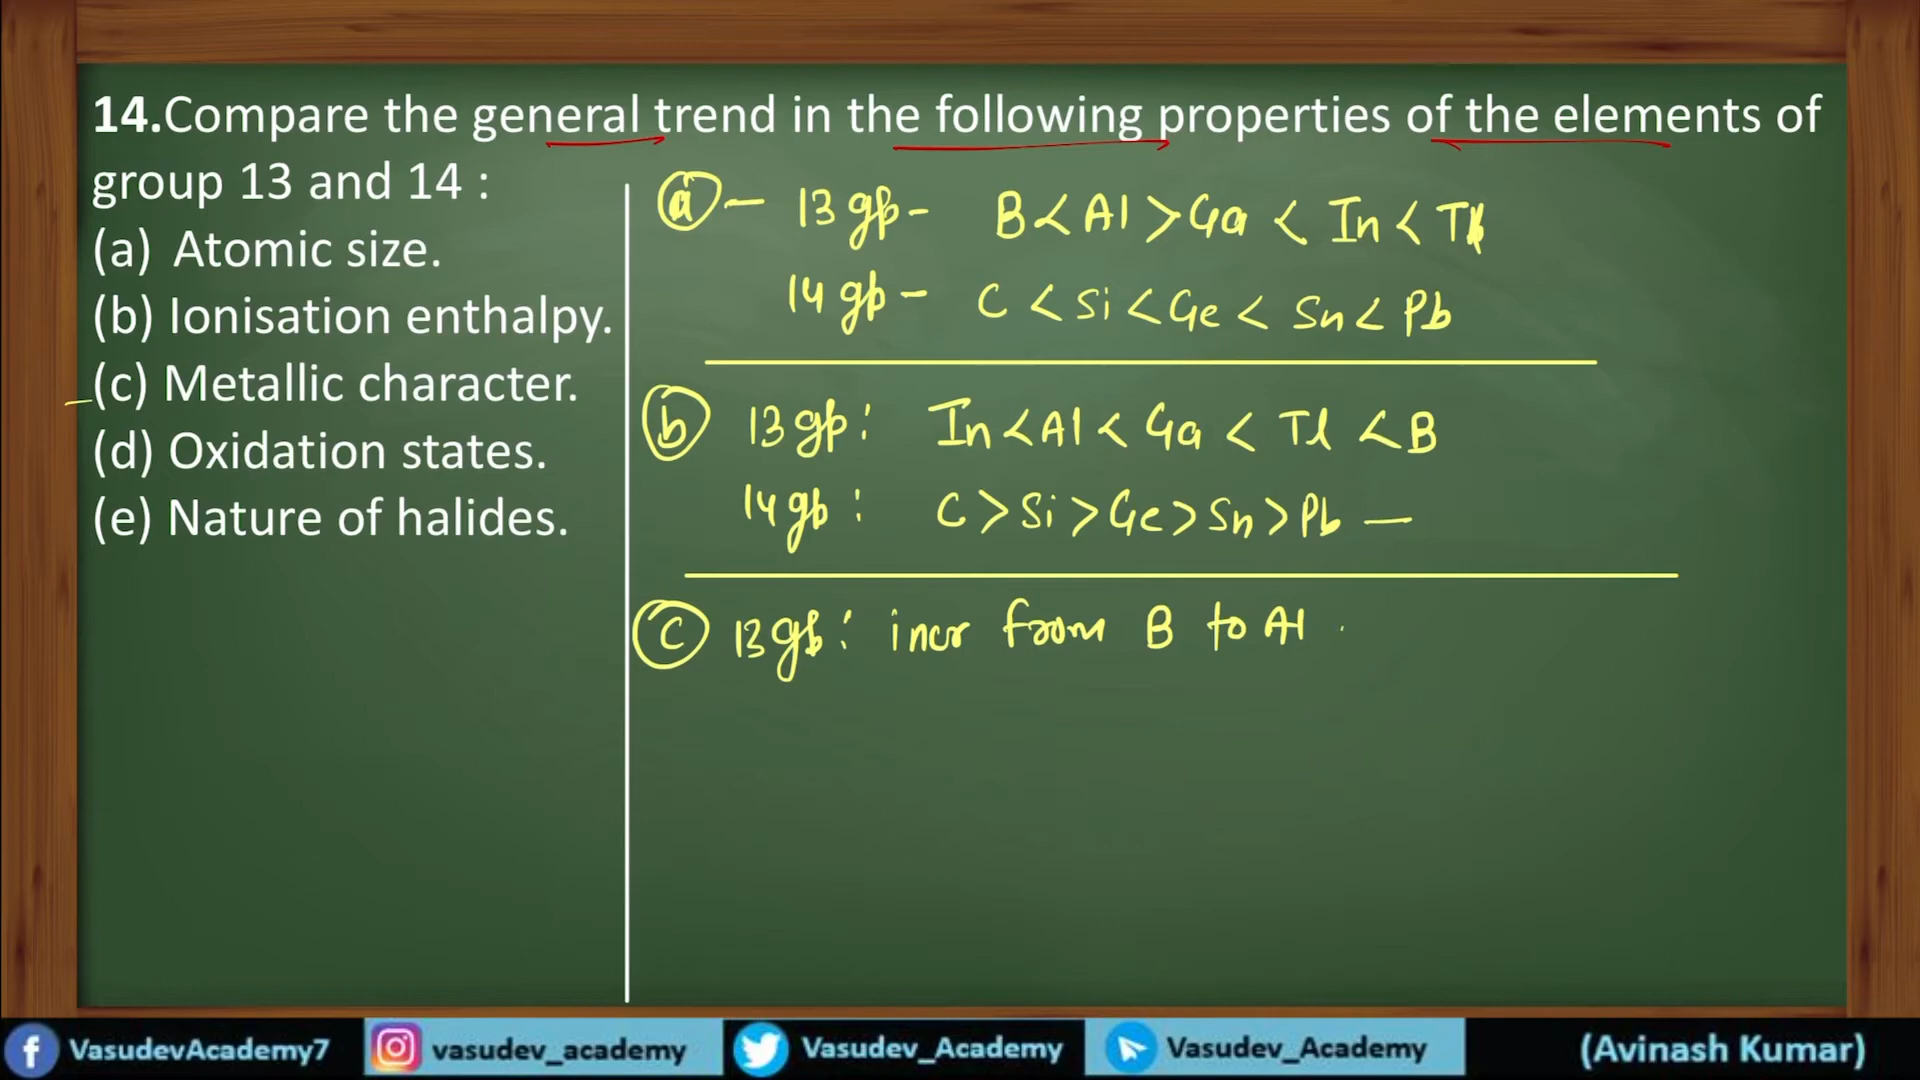 14.Compare the general trend in the following properties of the elements of
group 13 and 14 :
(a) Atomic size.
(b) Ionisation enthalpy.
(c) Metallic character.
(d) Oxidation states.
(e) Nature of halides.
(a) - 13 gp - B < Al > Ga < In < Tl
14 gp - C < Si < Ge < Sn < Pb
(b) 13 gp : In < Al < Ga < Tl < B
14 gp : C > Si > Ge > Sn > Pb —
(c) 13 gp : incr from B to Al
VasudevAcademy7
vasudev_academy
Vasudev_Academy
Vasudev_Academy
(Avinash Kumar)